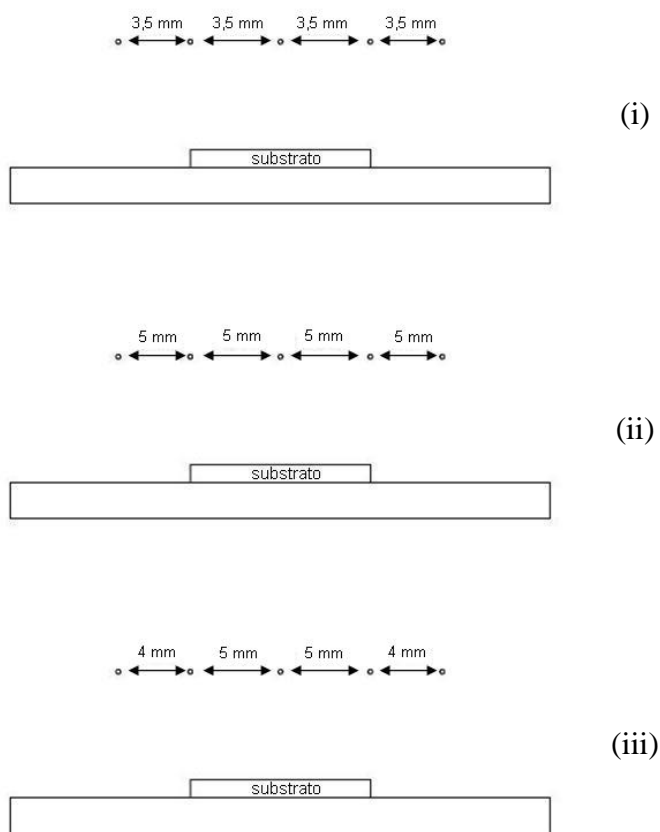 3,5 mm 3,5 mm 3,5 mm 3,5 mm
(i)
substrato
5 mm 5 mm 5 mm 5 mm
(ii)
substrato
4 mm 5 mm 5 mm 4 mm
(iii)
substrato